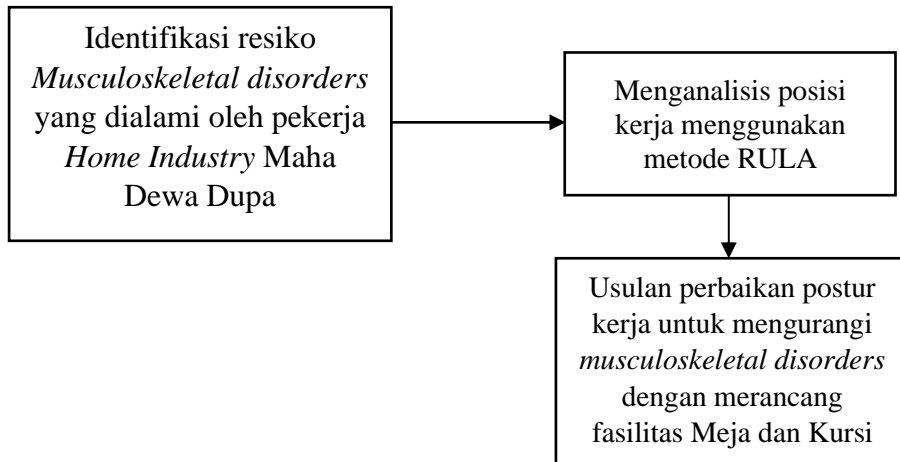 Identifikasi resiko
Musculoskeletal disorders
yang dialami oleh pekerja
Home Industry Maha
Dewa Dupa
Menganalisis posisi
kerja menggunakan
metode RULA
Usulan perbaikan postur
kerja untuk mengurangi
musculoskeletal disorders
dengan merancang
fasilitas Meja dan Kursi